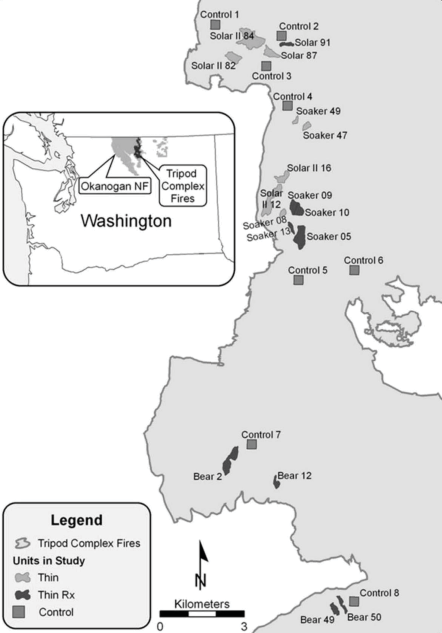 Control 1
Control 2
Solar II 84
Solar 91
Solar 87
Solar II 82
Control 3
Control 4
Soaker 49
Soaker 47
Solar II 16
Solar
II 12
Soaker 09
Soaker 10
Soaker 08
Soaker 13
Soaker 05
Control 6
Control 5
Okanogan NF
Tripod
Complex
Fires
Washington
Control 7
Bear 2
Bear 12
Legend
Tripod Complex Fires
Units in Study
Thin
Thin Rx
Control
N
Kilometers
0
3
Control 8
Bear 49
Bear 50